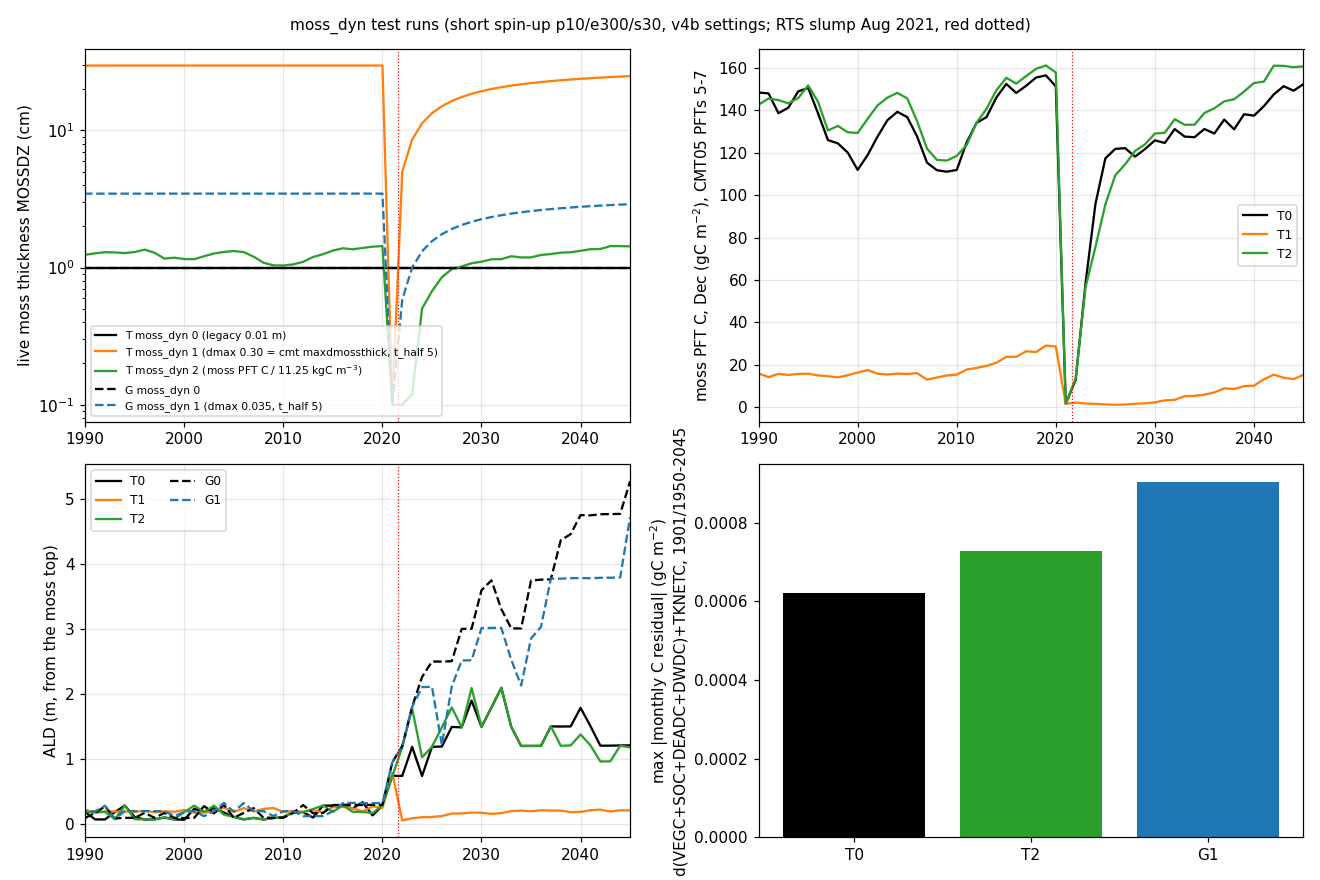 moss_dyn test runs (short spin-up p10/e300/s30, v4b settings; RTS slump Aug 2021, red dotted)
live moss thickness MOSSDZ (cm)
10¹
10⁰
10⁻¹
T moss_dyn 0 (legacy 0.01 m)
T moss_dyn 1 (dmax 0.30 = cmt maxdmossthick, t_half 5)
T moss_dyn 2 (moss PFT C / 11.25 kgC m⁻³)
G moss_dyn 0
G moss_dyn 1 (dmax 0.035, t_half 5)
1990 2000 2010 2020 2030 2040
moss PFT C, Dec (gC m⁻²), CMT05 PFTs 5-7
160
140
120
100
80
60
40
20
0
T0
T1
T2
1990 2000 2010 2020 2030 2040
ALD (m, from the moss top)
5
4
3
2
1
0
T0 G0
T1 G1
T2
1990 2000 2010 2020 2030 2040
max |monthly C residual| (gC m⁻²)
d(VEGC+SOC+DEADC+DWDC)+TKNETC, 1901/1950-2045
0.0008
0.0006
0.0004
0.0002
0.0000
T0 T2 G1